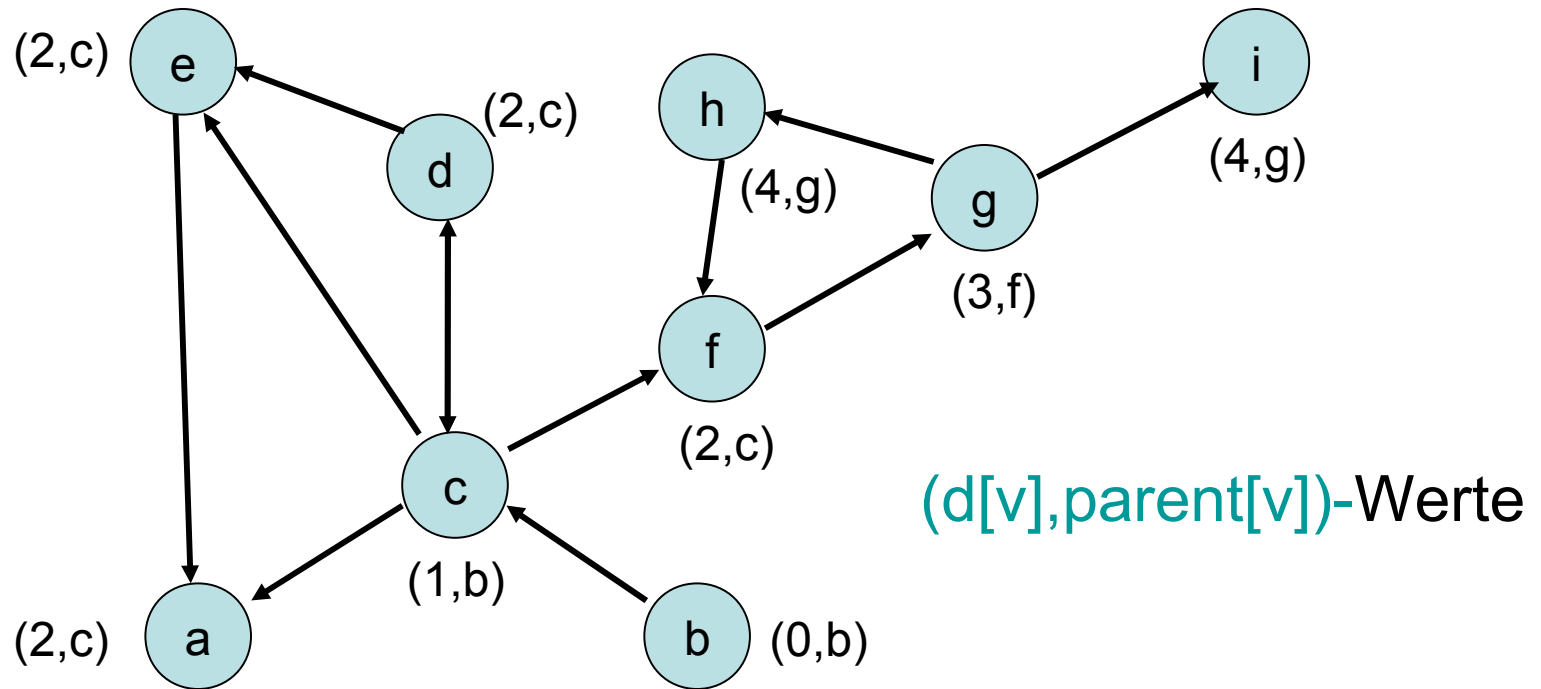 (2,c)
e
(2,c)
d
h
(4,g)
i
(4,g)
g
(3,f)
f
(2,c)
c
(1,b)
(d[v],parent[v])-Werte
(2,c)
a
b
(0,b)